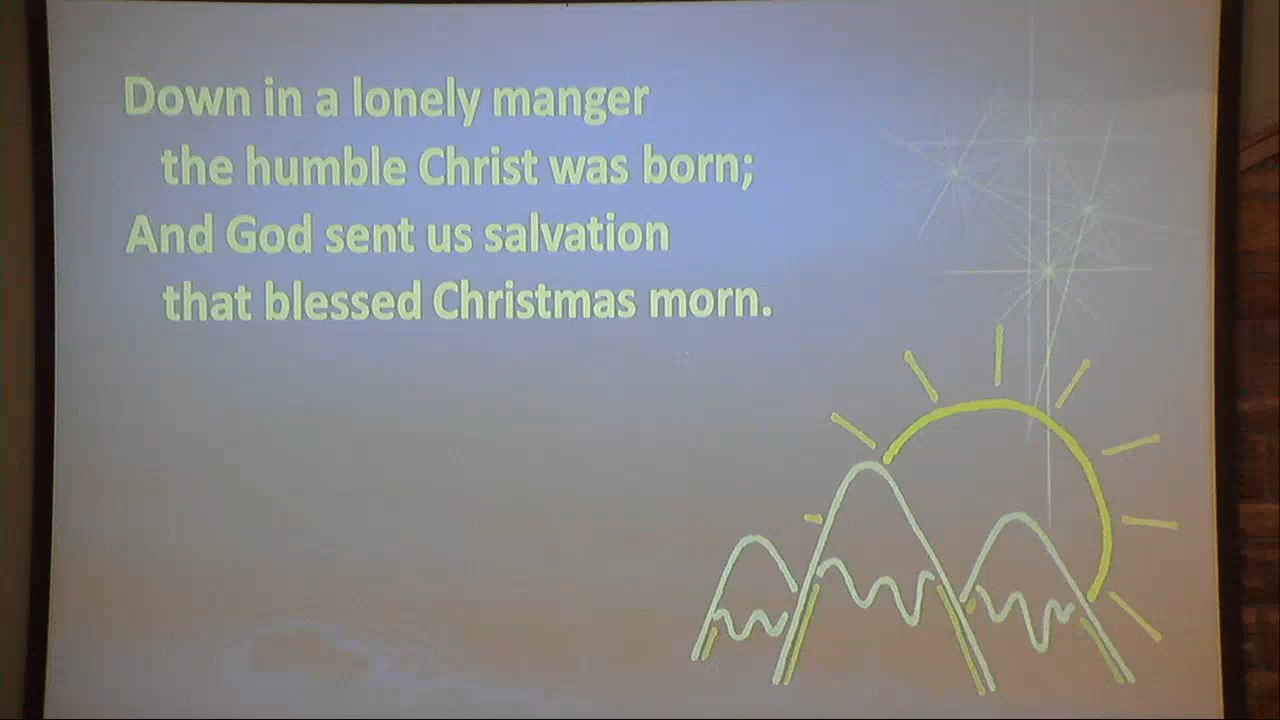 Down in a lonely manger
the humble Christ was born;
And God sent us salvation
that blessed Christmas morn.